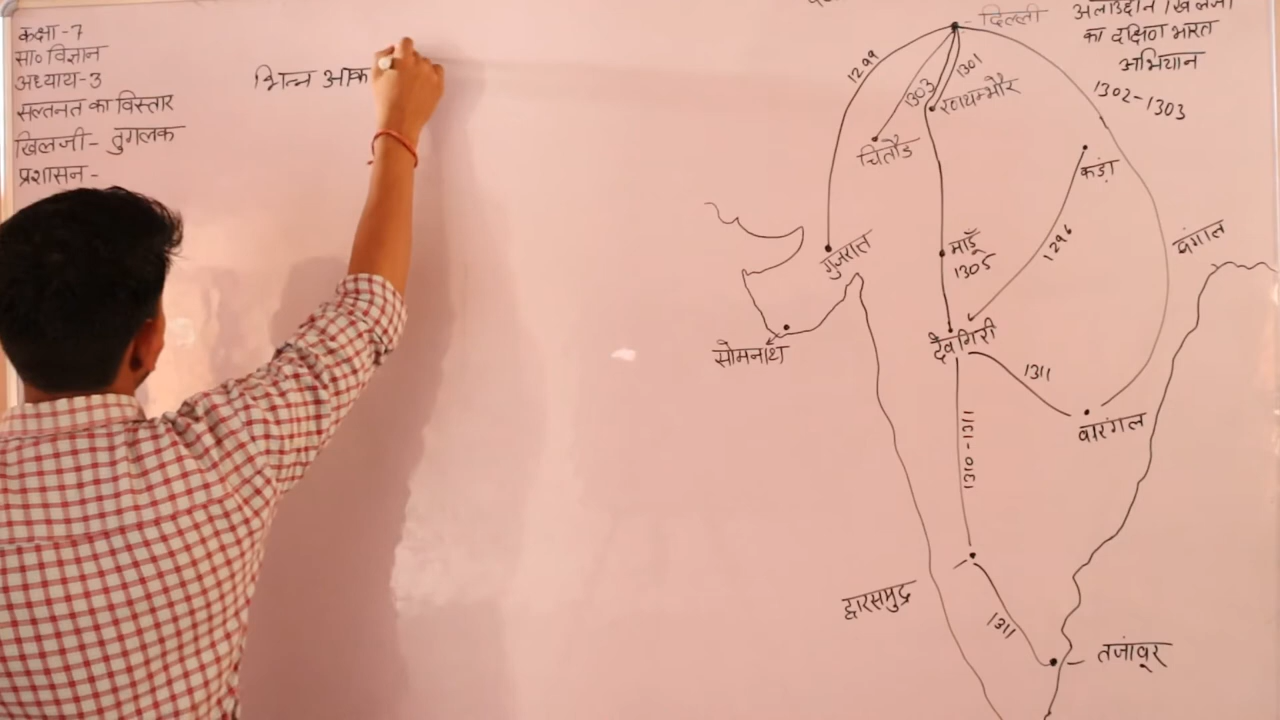 कक्षा-7
सा० विज्ञान
अध्याय-3
सल्तनत का विस्तार
खिलजी- तुगलक
प्रशासन-
भिन्न आक
दिल्ली
अलाउद्दीन खिलजी
का दक्षिण भारत
अभियान
1302-1303
1299
1303
1301
रणथम्भौर
चितौड़
कड़ा
1296
बंगाल
गुजरात
माडूँ
1305
सोमनाथ
देवगिरी
1311
वारंगल
1310-1311
द्वारसमुद्र
1311
तजांवूर